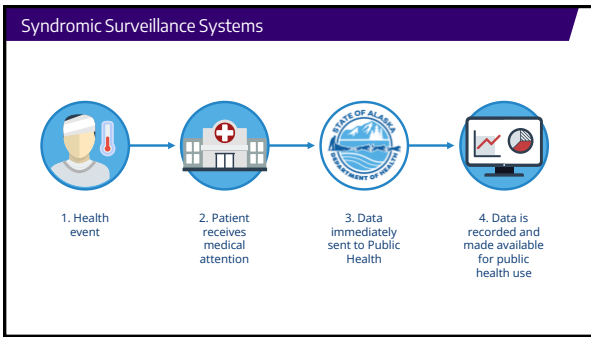 Syndromic Surveillance Systems
STATE OF ALASKA
DEPARTMENT OF HEALTH
1. Health
event
2. Patient
receives
medical
attention
3. Data
immediately
sent to Public
Health
4. Data is
recorded and
made available
for public
health use